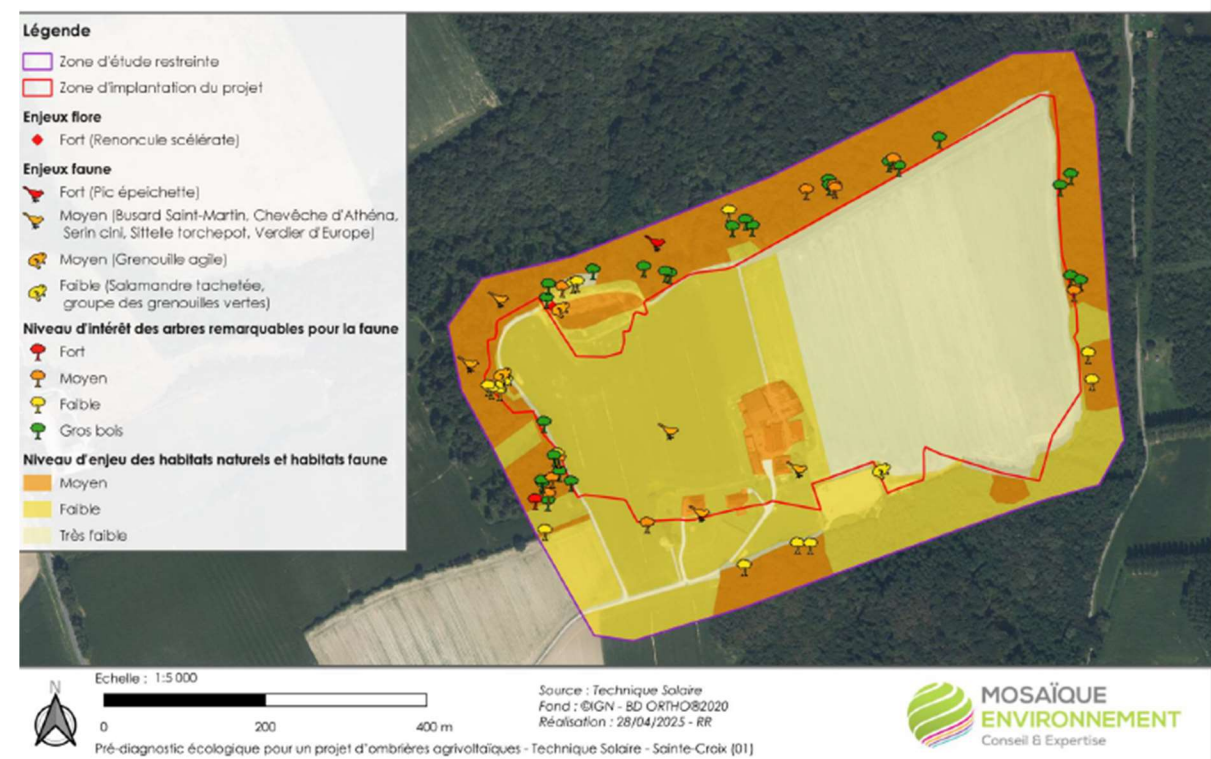 Légende
Zone d'étude restreinte
Zone d'implantation du projet
Enjeux flore
Fort (Renoncule scélérate)
Enjeux faune
Fort (Pic épeichette)
Moyen (Busard Saint-Martin, Chevêche d'Athéna,
Serin cini, Sittelle torchepot, Verdier d'Europe)
Moyen (Grenouille agile)
Faible (Salamandre tachetée,
groupe des grenouilles vertes)
Niveau d'intérêt des arbres remarquables pour la faune
Fort
Moyen
Faible
Gros bois
Niveau d'enjeu des habitats naturels et habitats faune
Moyen
Faible
Très faible
N
Echelle : 1:5 000
0 200 400 m
Source : Technique Solaire
Fond : ©IGN - BD ORTHO®2020
Réalisation : 28/04/2025 - RR
Pré-diagnostic écologique pour un projet d'ombrières agrivoltaïques - Technique Solaire - Sainte-Croix (01)
MOSAÏQUE
ENVIRONNEMENT
Conseil & Expertise